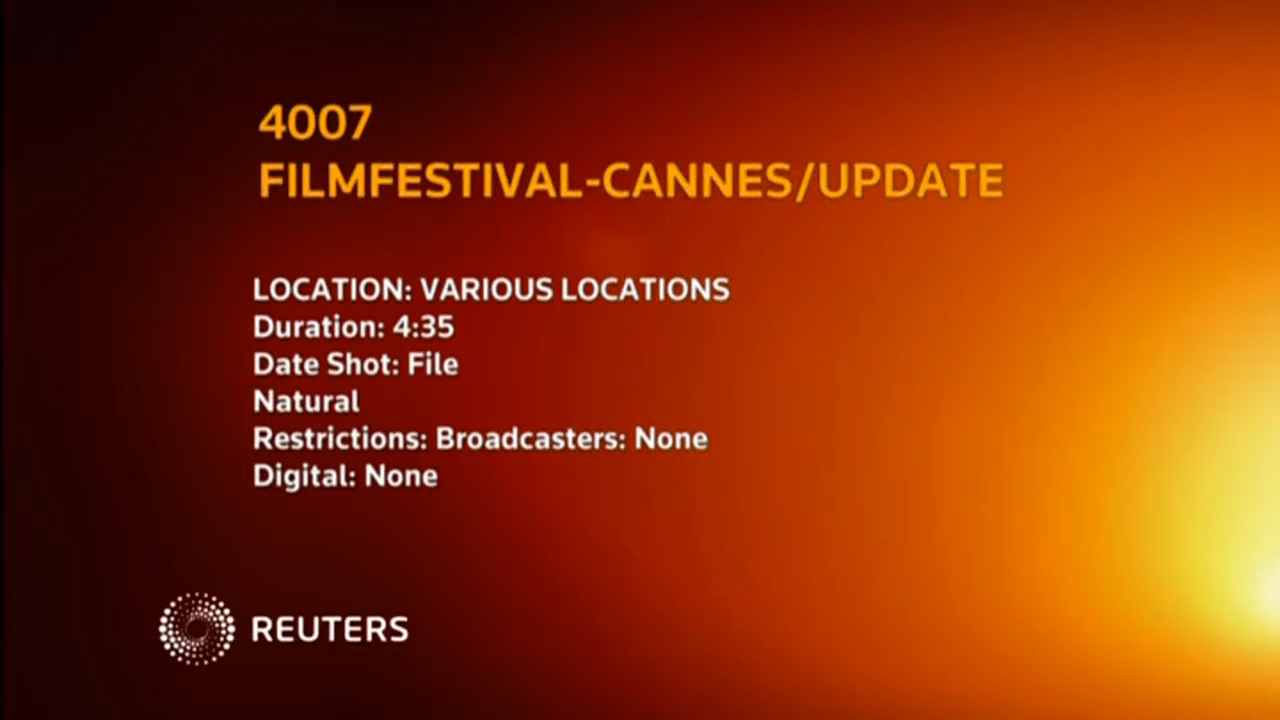 4007
FILMFESTIVAL-CANNES/UPDATE
LOCATION: VARIOUS LOCATIONS
Duration: 4:35
Date Shot: File
Natural
Restrictions: Broadcasters: None
Digital: None
REUTERS